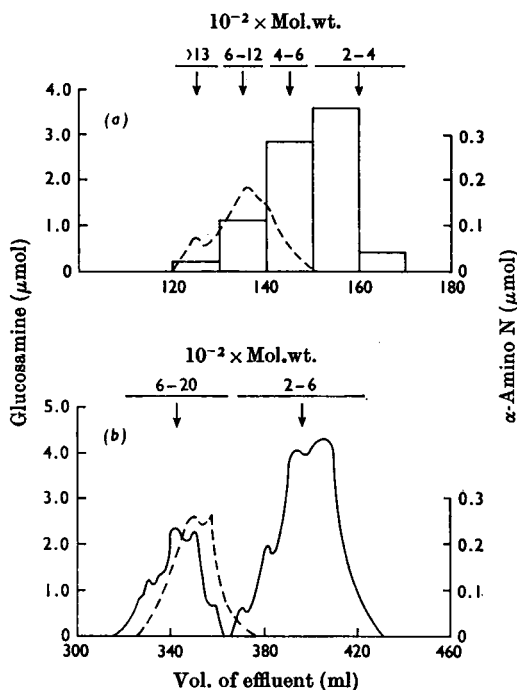 10⁻² × Mol.wt.
>13 6–12 4–6 2–4
4.0
(a)
3.0
2.0
1.0
0
0.3
0.2
0.1
0
120 140 160 180
Glucosamine (μmol)
α-Amino N (μmol)
10⁻² × Mol.wt.
6–20 2–6
5.0
(b)
4.0
3.0
2.0
1.0
0
0.3
0.2
0.1
0
300 340 380 420 460
Vol. of effluent (ml)